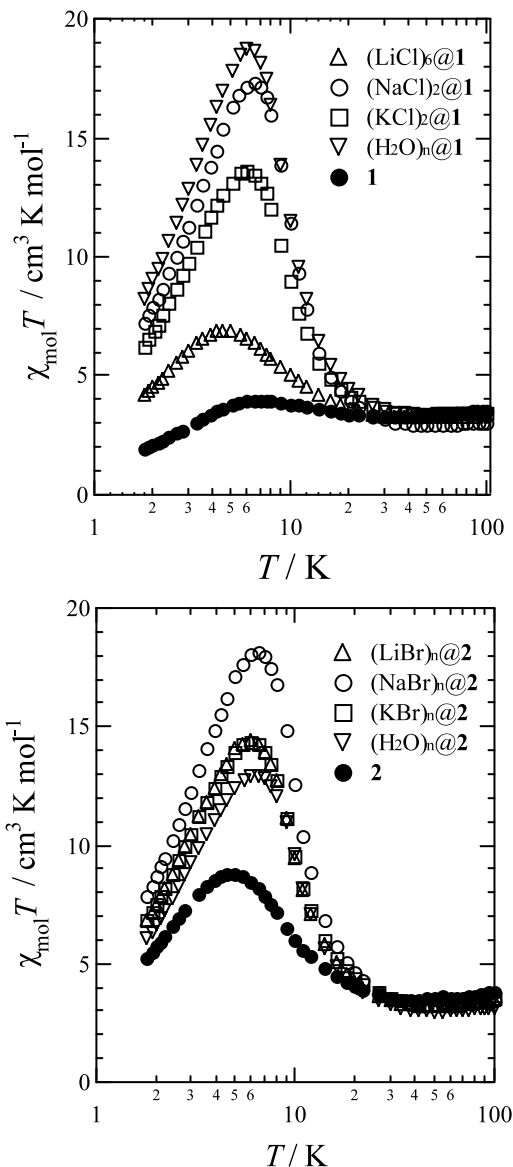 20
15
10
5
0
χmolT / cm³ K mol⁻¹
(LiCl)₆@1
(NaCl)₂@1
(KCl)₂@1
(H₂O)ₙ@1
1
1 2 3 4 5 6 10 2 3 4 5 6 100
T / K
20
15
10
5
0
χmolT / cm³ K mol⁻¹
(LiBr)ₙ@2
(NaBr)ₙ@2
(KBr)ₙ@2
(H₂O)ₙ@2
2
1 2 3 4 5 6 10 2 3 4 5 6 100
T / K